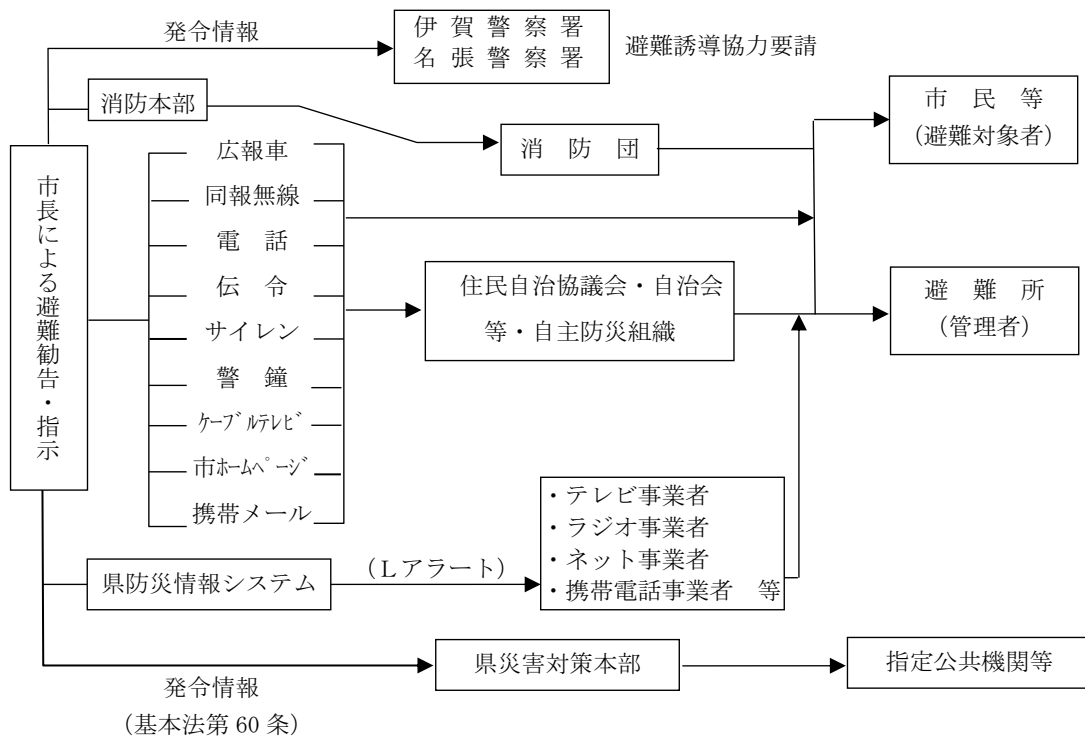 発令情報
伊賀警察署
名張警察署
避難誘導協力要請
消防本部
消防団
市民等
(避難対象者)
市長による避難勧告・指示
広報車
同報無線
電話
伝令
サイレン
警鐘
ｹｰﾌﾞﾙﾃﾚﾋﾞ
市ﾎｰﾑﾍﾟｰｼﾞ
携帯メール
住民自治協議会・自治会
等・自主防災組織
避難所
(管理者)
県防災情報システム
(Ｌアラート)
・テレビ事業者
・ラジオ事業者
・ネット事業者
・携帯電話事業者　等
県災害対策本部
指定公共機関等
発令情報
(基本法第 60 条)